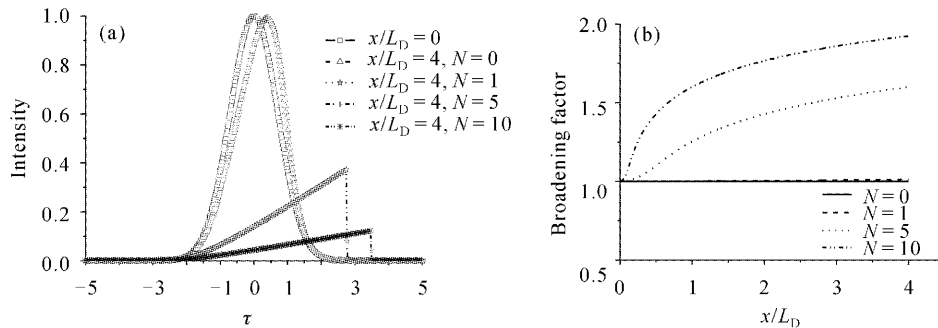 (a)
Intensity
1.0
0.8
0.6
0.4
0.2
0.0
−5
−3
−1
0
1
3
5
τ
x/L_D = 0
x/L_D = 4, N = 0
x/L_D = 4, N = 1
x/L_D = 4, N = 5
x/L_D = 4, N = 10
(b)
Broadening factor
2.0
1.5
1.0
0.5
0
1
2
3
4
x/L_D
N = 0
N = 1
N = 5
N = 10